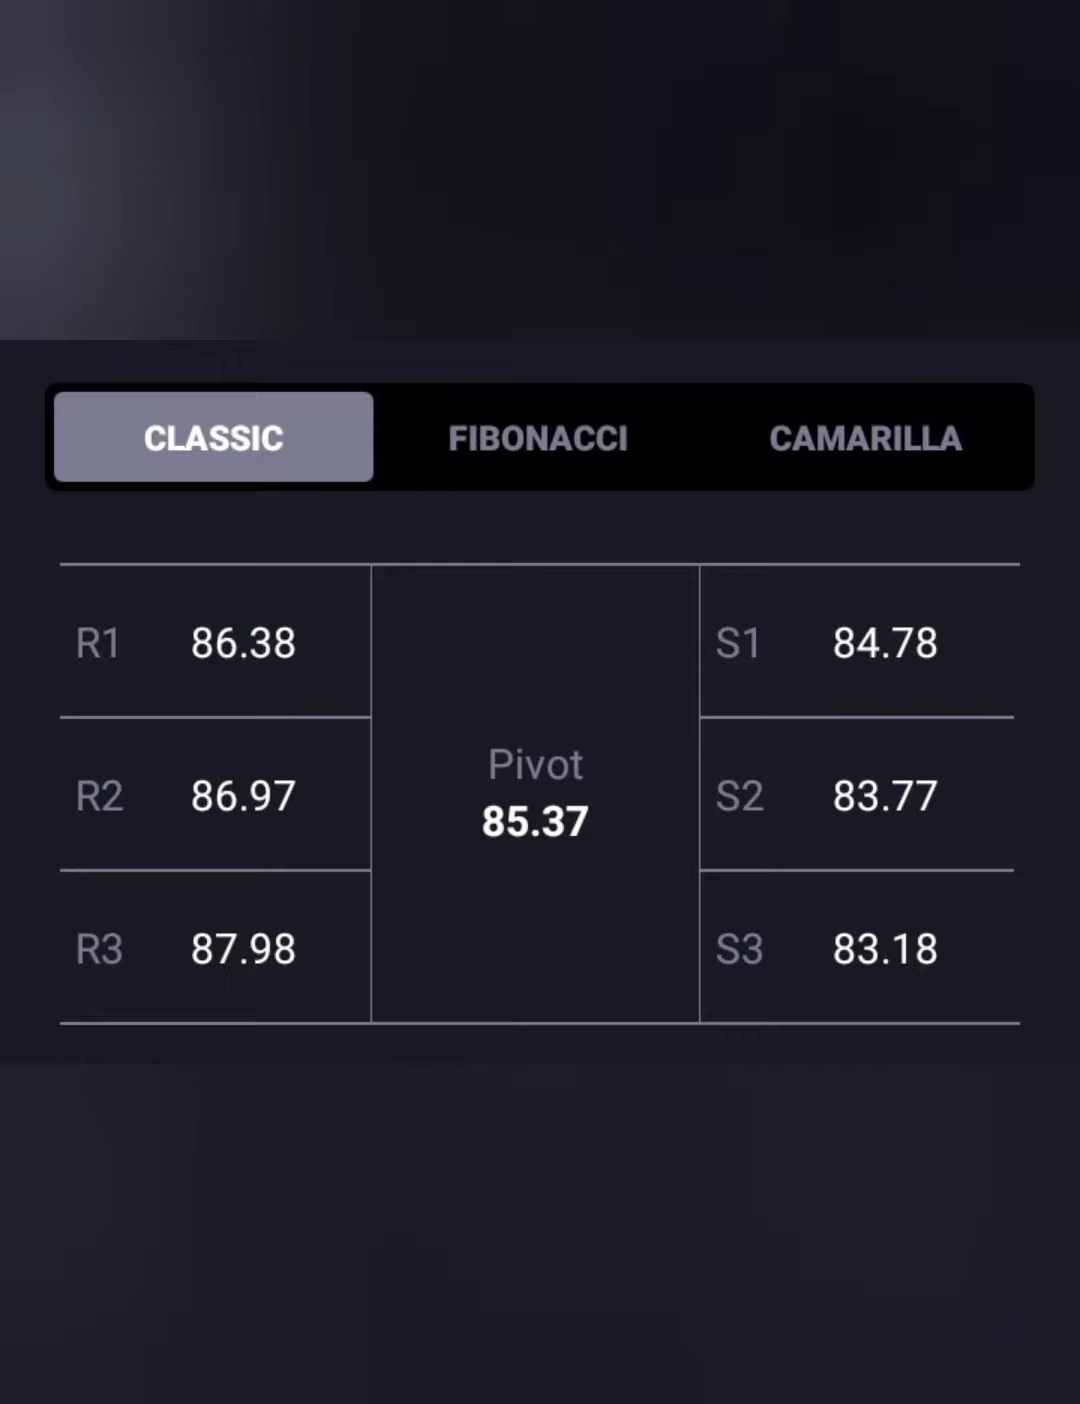 CLASSIC FIBONACCI CAMARILLA
R1 86.38 S1 84.78
Pivot
R2 86.97 S2 83.77
85.37
R3 87.98 S3 83.18